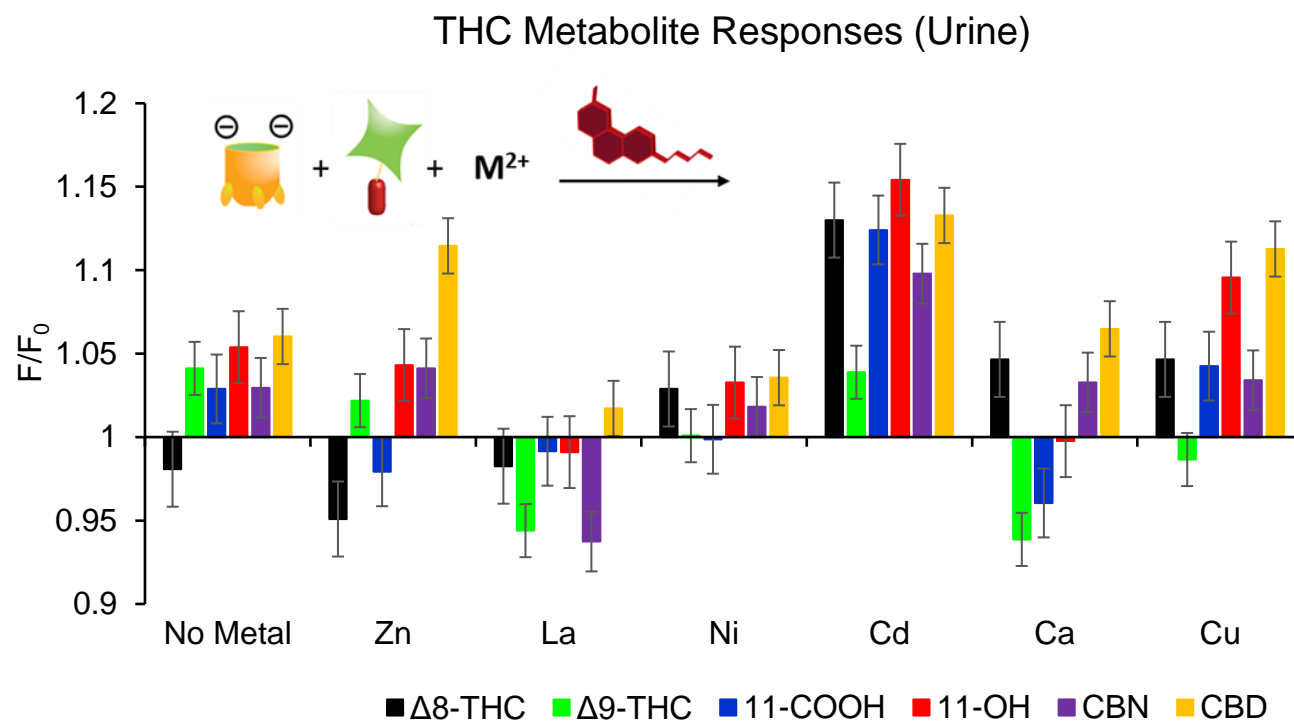 THC Metabolite Responses (Urine)
1.2
1.15
1.1
1.05
1
0.95
0.9
F/F₀
⊖ ⊖
+ + M²⁺
No Metal Zn La Ni Cd Ca Cu
Δ8-THC Δ9-THC 11-COOH 11-OH CBN CBD